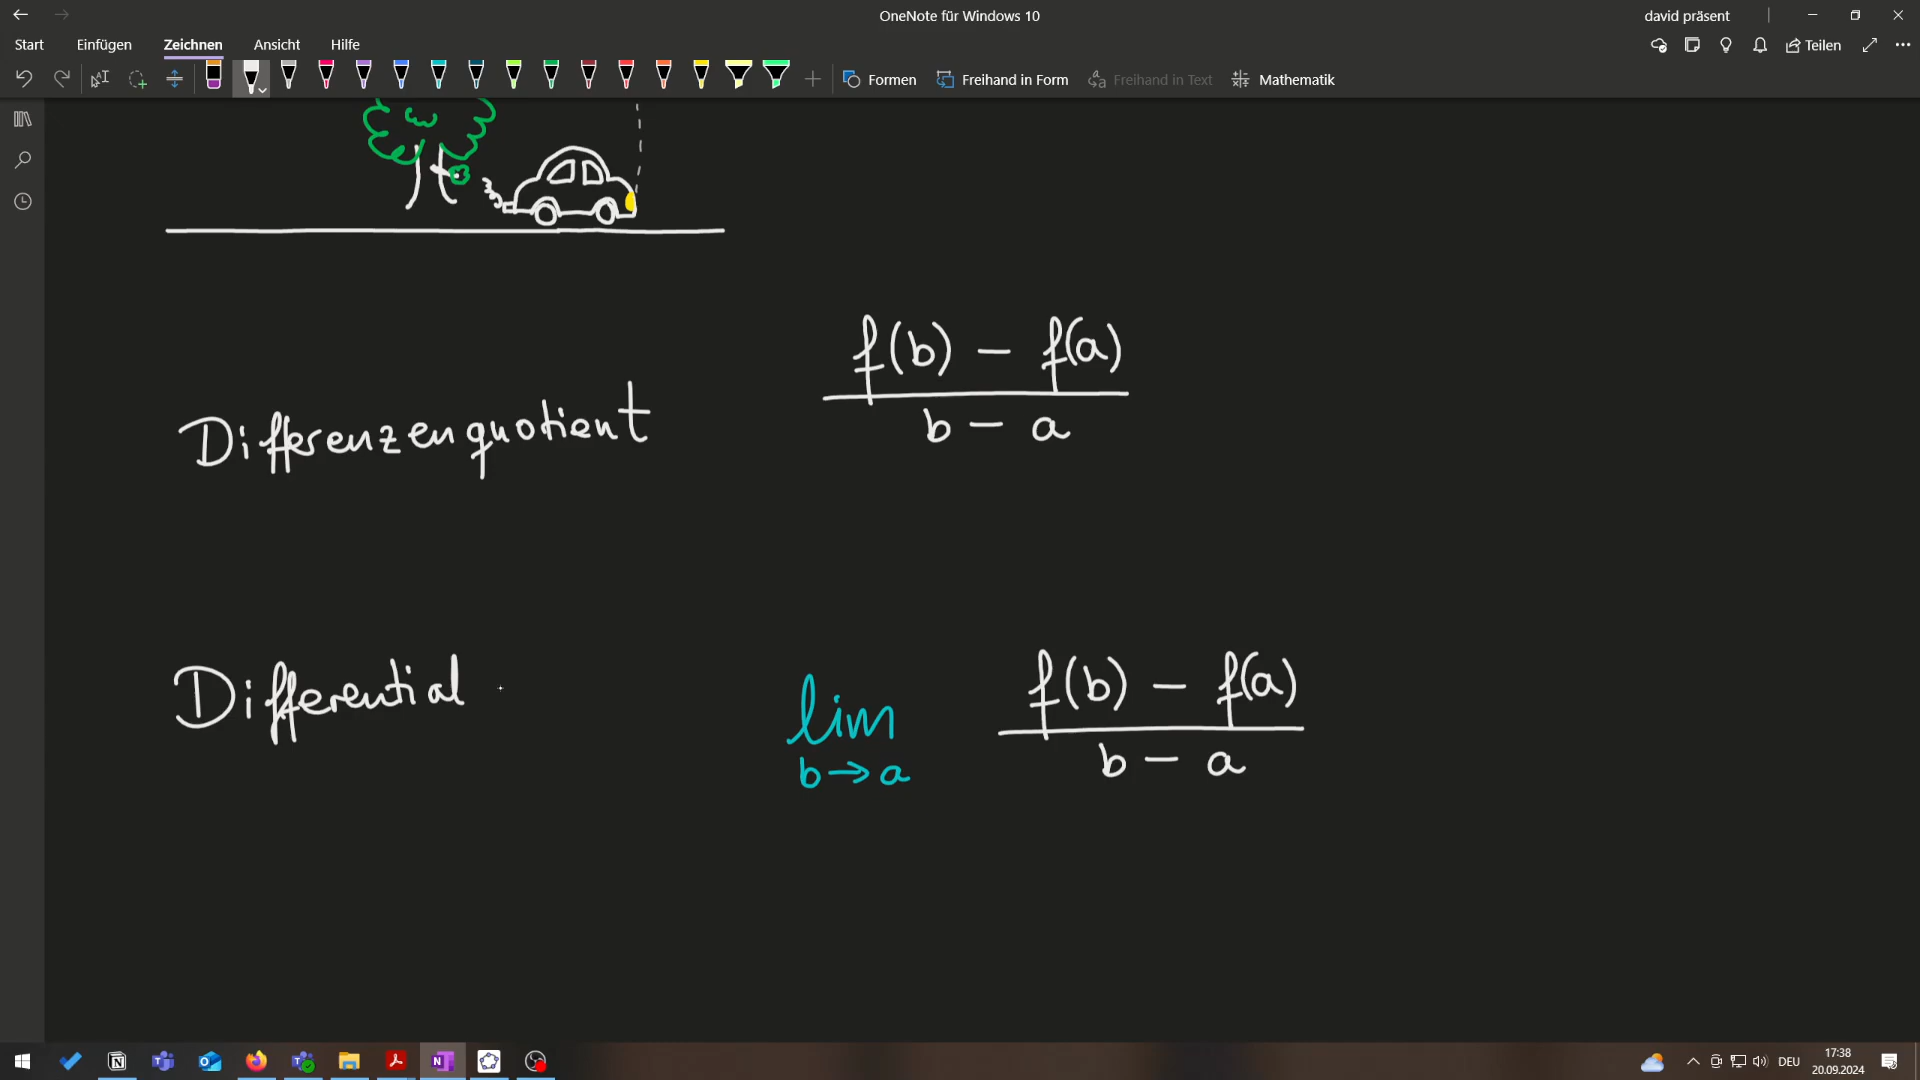 OneNote für Windows 10
david präsent
Start Einfügen Zeichnen Ansicht Hilfe
Teilen
Formen Freihand in Form Freihand in Text Mathematik
f(b) − f(a)
Differenzenquotient
b − a
f(b) − f(a)
Differential
lim
b → a
b − a
DEU
17:38
20.09.2024